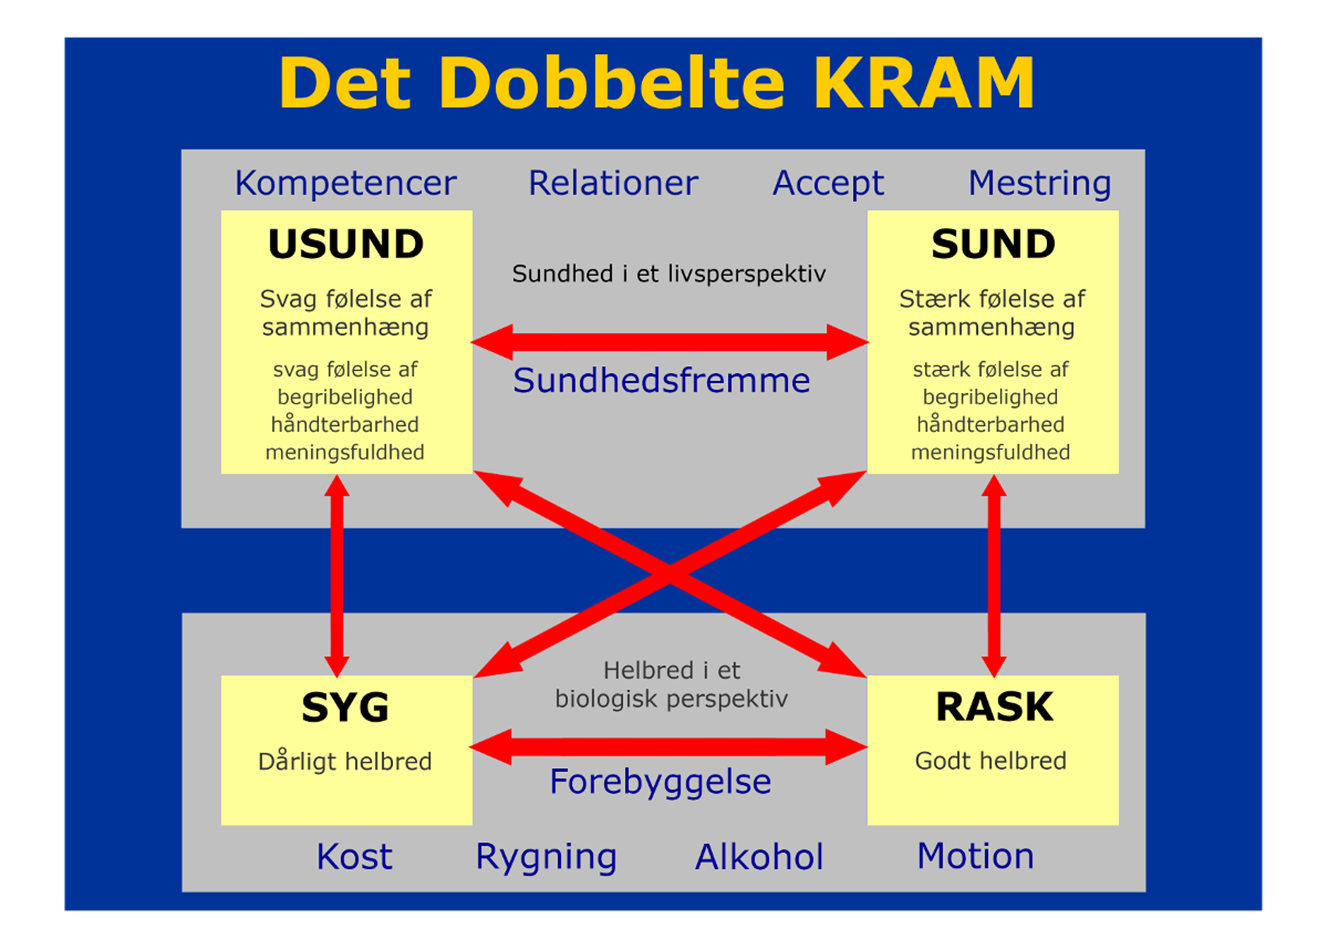 Det Dobbelte KRAM
Kompetencer Relationer Accept Mestring
USUND
Svag følelse af
sammenhæng
svag følelse af
begribelighed
håndterbarhed
meningsfuldhed
Sundhed i et livsperspektiv
Sundhedsfremme
SUND
Stærk følelse af
sammenhæng
stærk følelse af
begribelighed
håndterbarhed
meningsfuldhed
SYG
Dårligt helbred
Helbred i et
biologisk perspektiv
Forebyggelse
RASK
Godt helbred
Kost Rygning Alkohol Motion